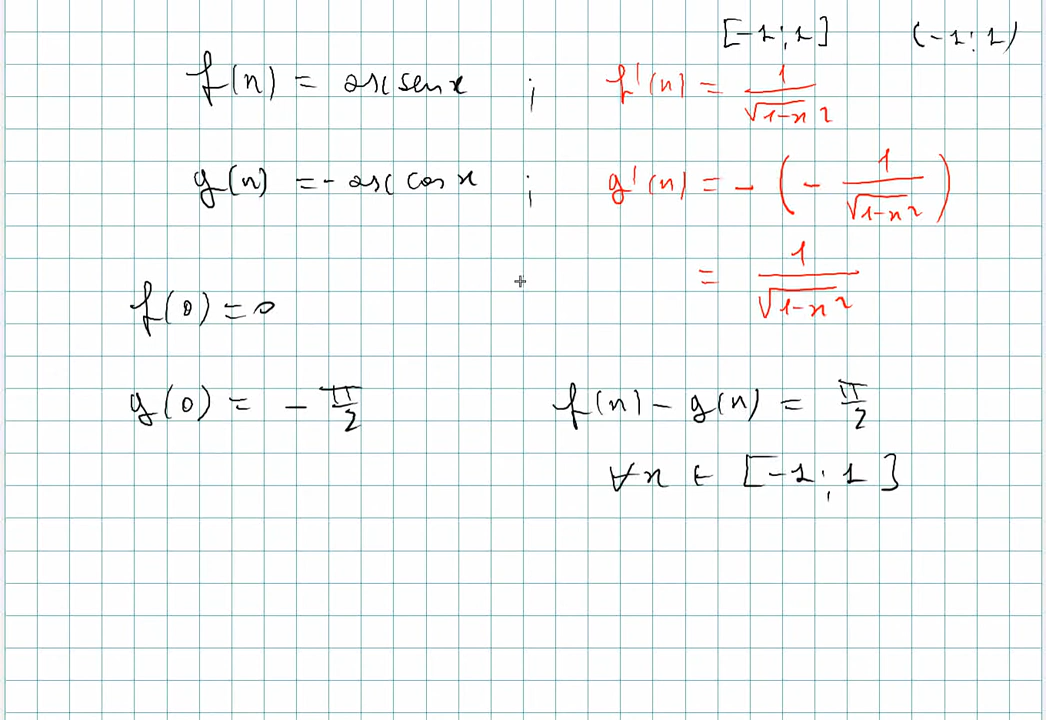 [-1;1] (-1;1)
f(x) = arcsen x ; f'(x) = 1/√(1-x²)
g(x) = - arccos x ; g'(x) = - (- 1/√(1-x²))
= 1/√(1-x²)
f(0) = 0
g(0) = - π/2 f(x) - g(x) = π/2
∀x ∈ [-1;1]